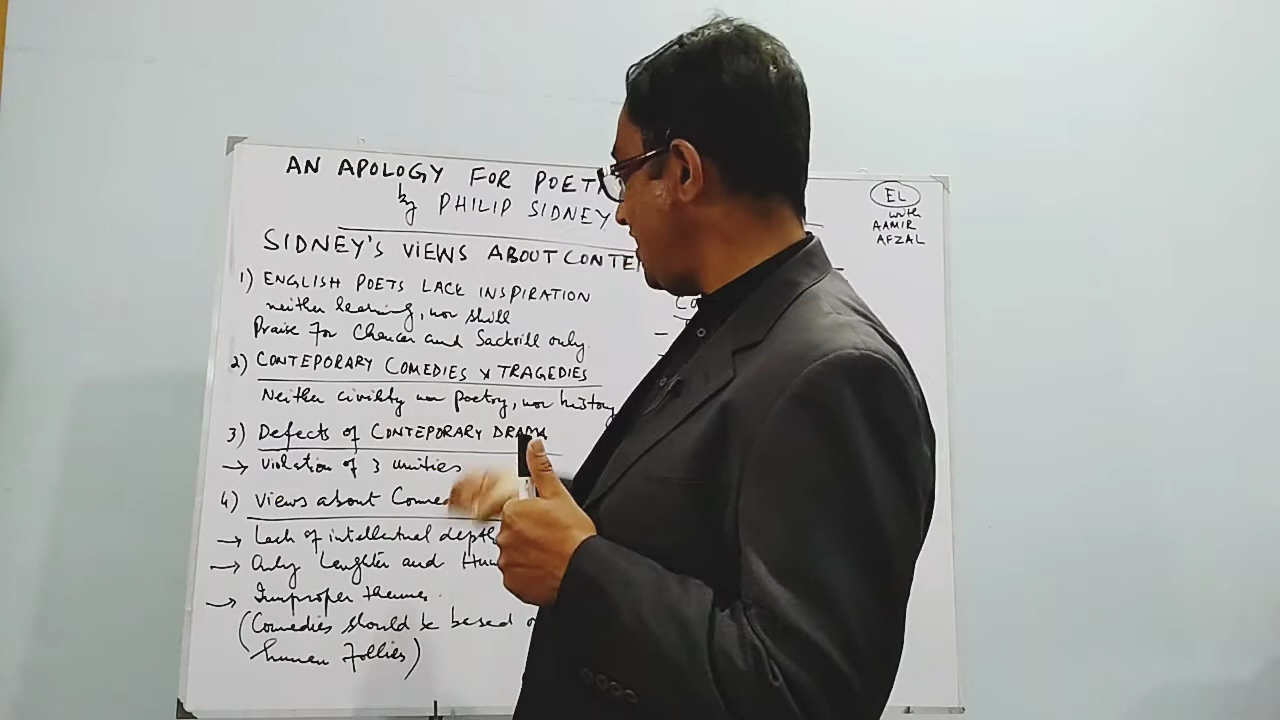 AN APOLOGY FOR POET
by PHILIP SIDNEY
SIDNEY'S VIEWS ABOUT CONTE
1) ENGLISH POETS LACK INSPIRATION
neither learning, nor skill
Praise for Chaucer and Sackvill only.
2) CONTEPORARY COMEDIES & TRAGEDIES
Neither civility nor poetry, nor history
3) Defects of CONTEPORARY DRAMA
→ Violation of 3 unities
4) Views about Comed
→ Lack of intellectual depth
→ Only Laughter and Hum
→ Improper themes.
(Comedies should be based o
human follies)
EL
with
AAMIR
AFZAL